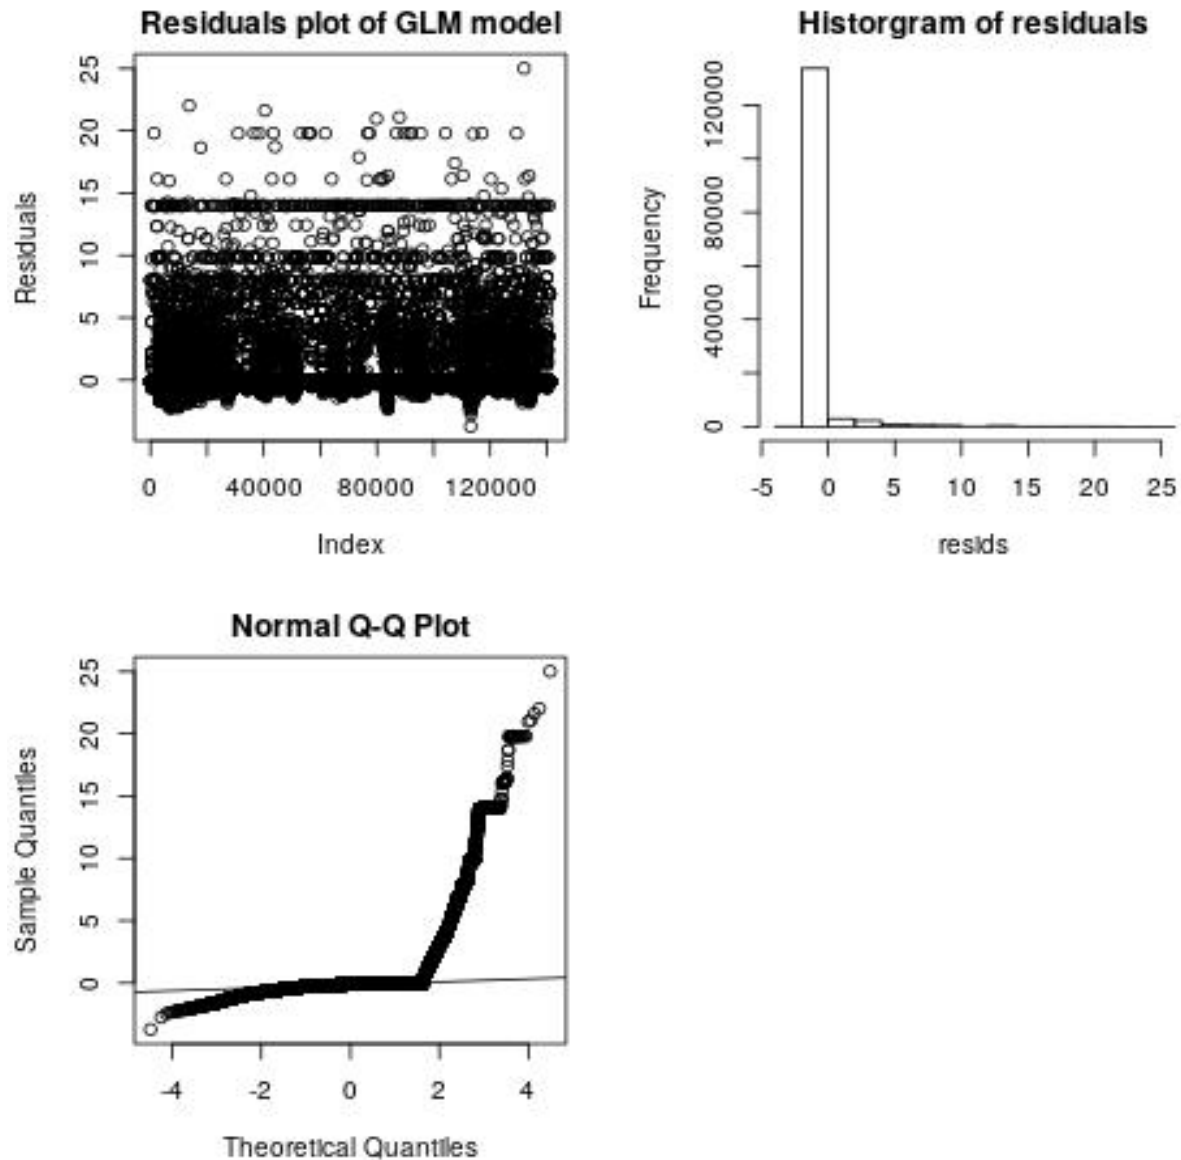 Residuals plot of GLM model
Residuals
25
20
15
10
5
0
0 40000 80000 120000
Index
Historgram of residuals
Frequency
120000
80000
40000
0
-5 0 5 10 15 20 25
resids
Normal Q-Q Plot
Sample Quantiles
25
20
15
10
5
0
-4 -2 0 2 4
Theoretical Quantiles